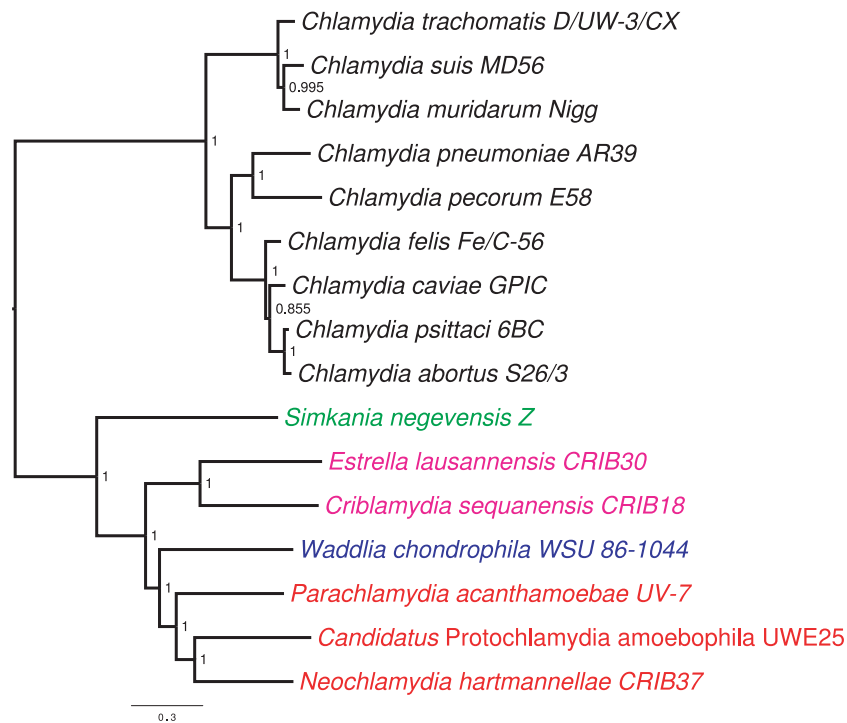 Chlamydia trachomatis D/UW-3/CX
1
Chlamydia suis MD56
0.995
Chlamydia muridarum Nigg
1
Chlamydia pneumoniae AR39
1
Chlamydia pecorum E58
1
Chlamydia felis Fe/C-56
1
Chlamydia caviae GPIC
0.855
Chlamydia psittaci 6BC
1
Chlamydia abortus S26/3
Simkania negevensis Z
Estrella lausannensis CRIB30
1
1
Criblamydia sequanensis CRIB18
1
Waddlia chondrophila WSU 86-1044
1
Parachlamydia acanthamoebae UV-7
1
Candidatus Protochlamydia amoebophila UWE25
1
Neochlamydia hartmannellae CRIB37
0.3